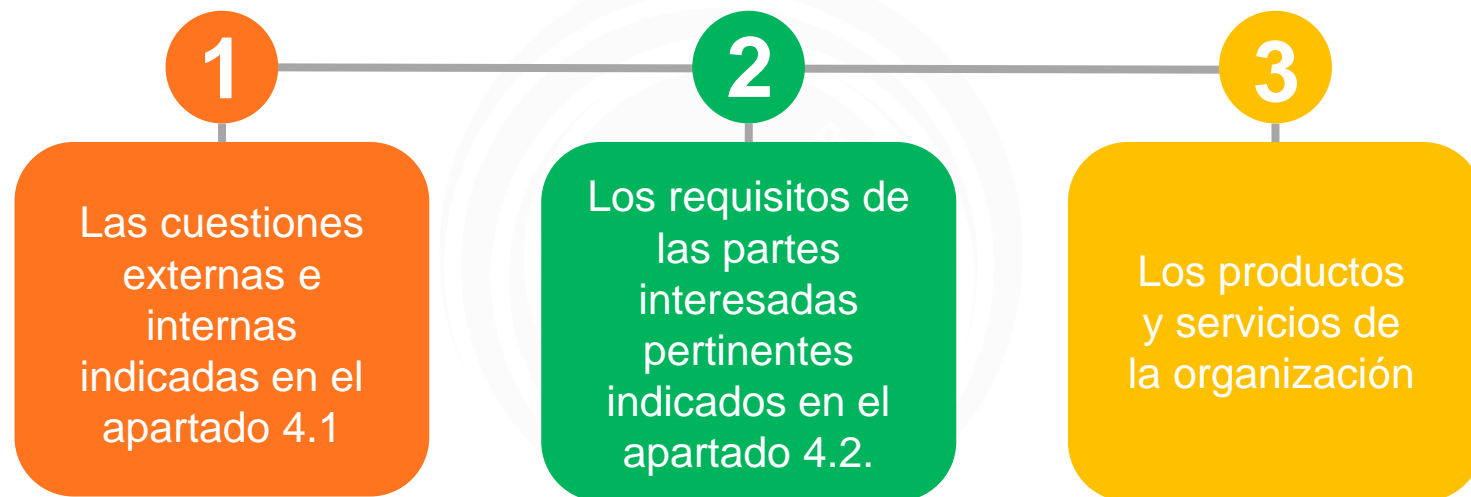 1
2
3
Las cuestiones
externas e
internas
indicadas en el
apartado 4.1
Los requisitos de
las partes
interesadas
pertinentes
indicados en el
apartado 4.2.
Los productos
y servicios de
la organización